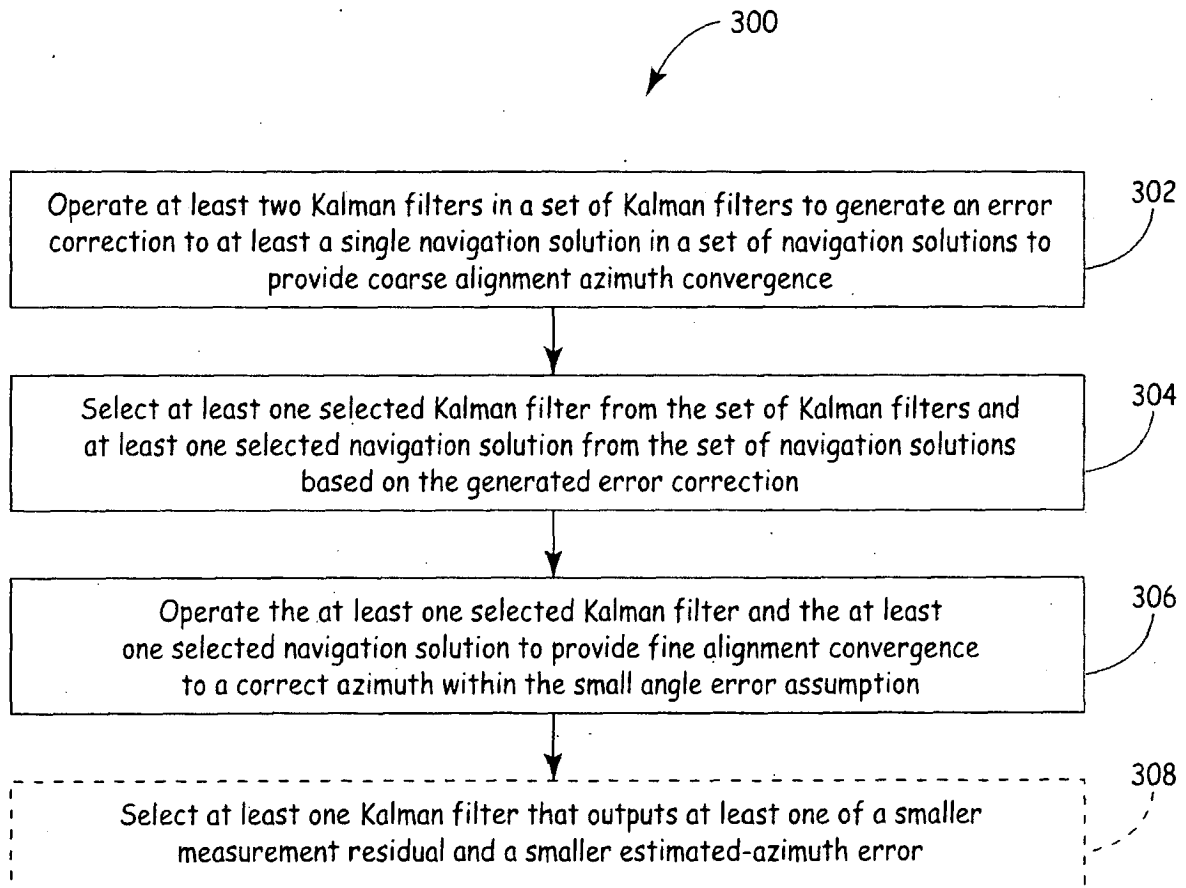 300
302
Operate at least two Kalman filters in a set of Kalman filters to generate an error
correction to at least a single navigation solution in a set of navigation solutions to
provide coarse alignment azimuth convergence
304
Select at least one selected Kalman filter from the set of Kalman filters and
at least one selected navigation solution from the set of navigation solutions
based on the generated error correction
306
Operate the at least one selected Kalman filter and the at least
one selected navigation solution to provide fine alignment convergence
to a correct azimuth within the small angle error assumption
308
Select at least one Kalman filter that outputs at least one of a smaller
measurement residual and a smaller estimated-azimuth error